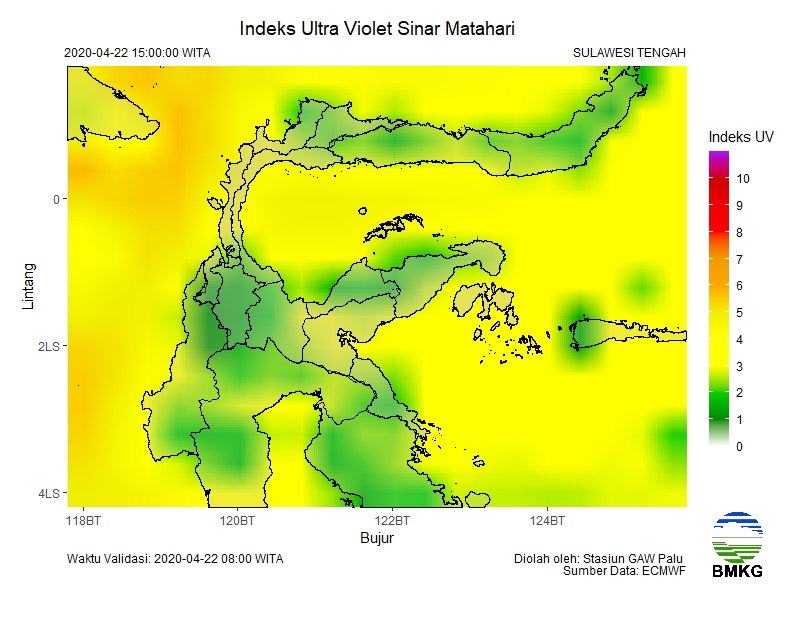 Indeks Ultra Violet Sinar Matahari
2020-04-22 15:00:00 WITA
SULAWESI TENGAH
Indeks UV
10
9
8
7
6
5
4
3
2
1
0
Lintang
0
2LS
4LS
118BT
120BT
122BT
124BT
Bujur
Waktu Validasi: 2020-04-22 08:00 WITA
Diolah oleh: Stasiun GAW Palu
Sumber Data: ECMWF
BMKG